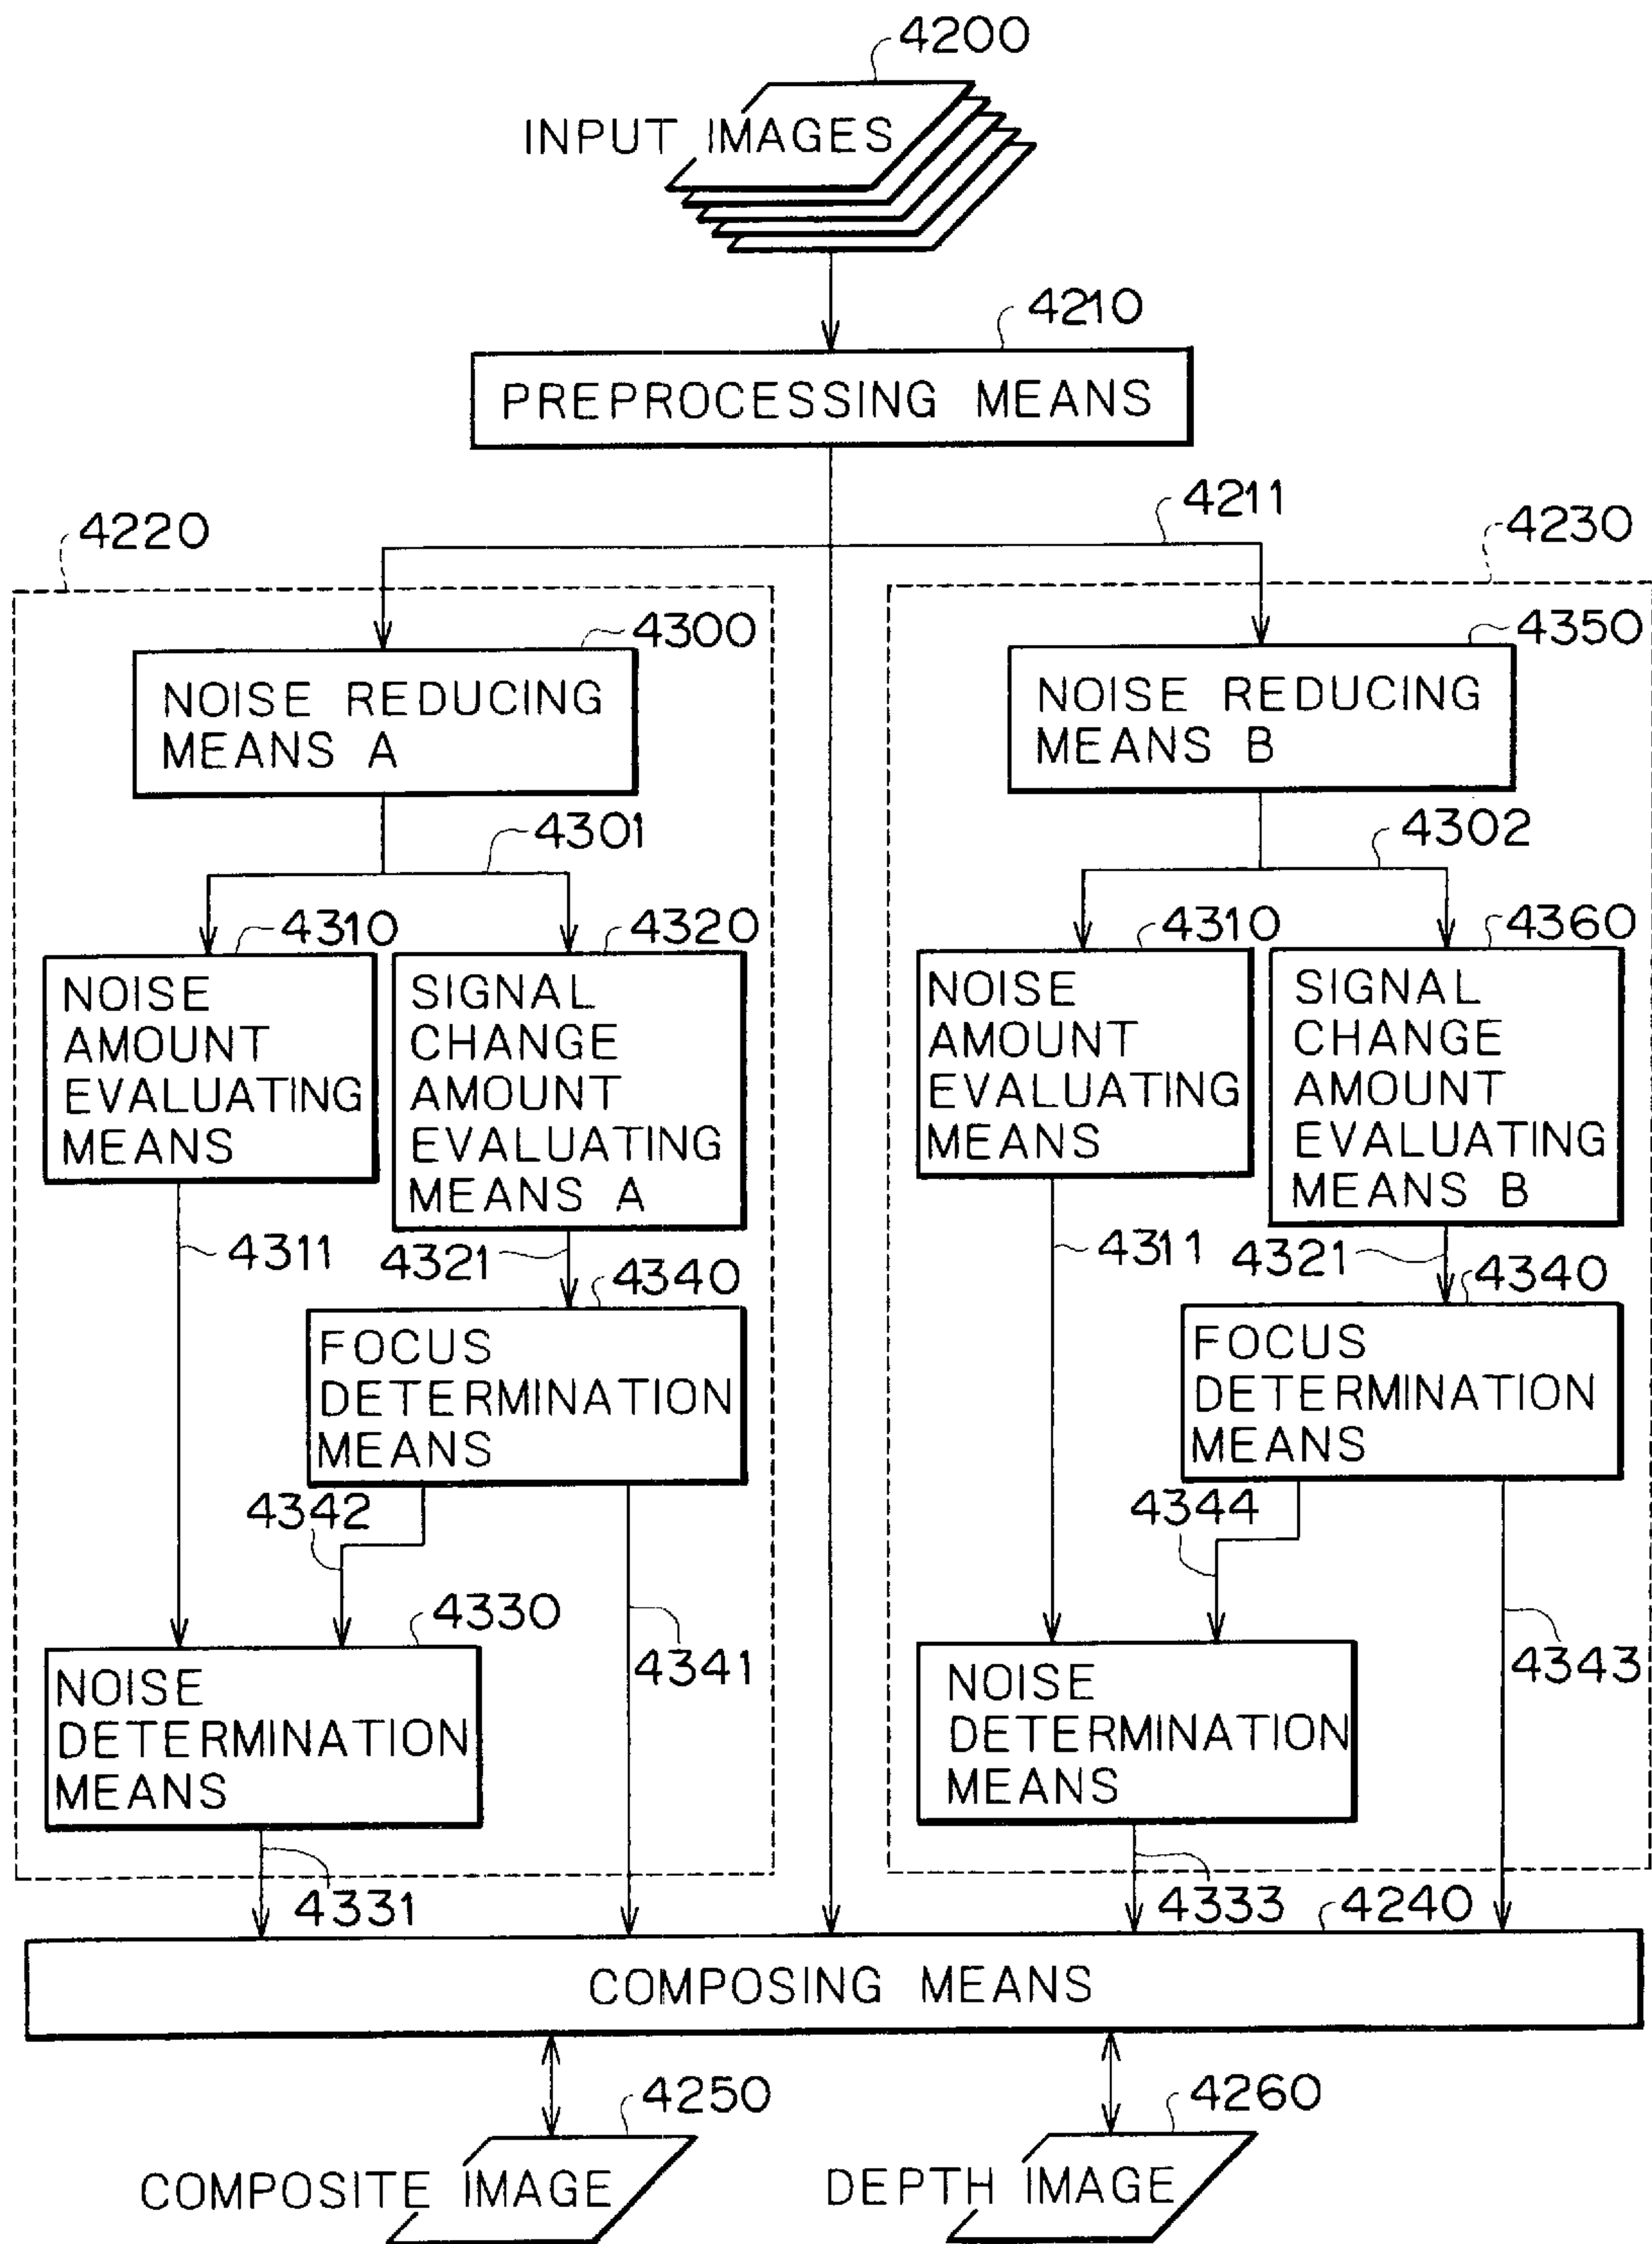 4200
INPUT IMAGES
4210
PREPROCESSING MEANS
4211
4220
4230
4300
NOISE REDUCING
MEANS A
4350
NOISE REDUCING
MEANS B
4301
4302
4310
NOISE
AMOUNT
EVALUATING
MEANS
4320
SIGNAL
CHANGE
AMOUNT
EVALUATING
MEANS A
4310
NOISE
AMOUNT
EVALUATING
MEANS
4360
SIGNAL
CHANGE
AMOUNT
EVALUATING
MEANS B
4311
4321
4340
FOCUS
DETERMINATION
MEANS
4311
4321
4340
FOCUS
DETERMINATION
MEANS
4342
4344
4330
NOISE
DETERMINATION
MEANS
4341
NOISE
DETERMINATION
MEANS
4343
4331
4333
4240
COMPOSING MEANS
4250
COMPOSITE IMAGE
4260
DEPTH IMAGE